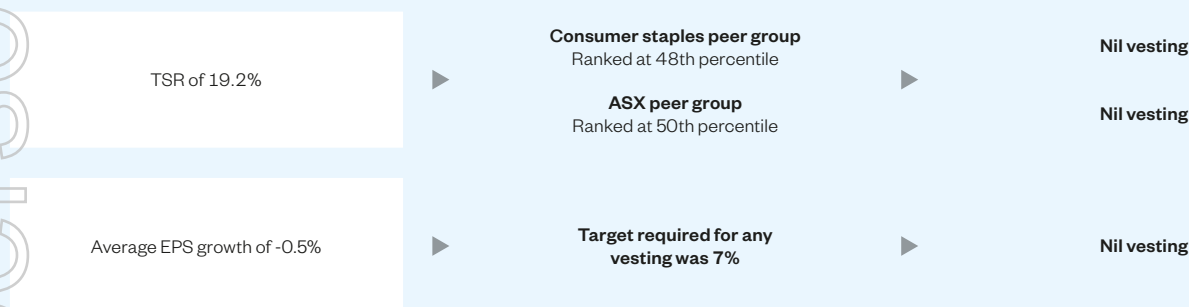 TSR of 19.2%
Consumer staples peer group
Ranked at 48th percentile
Nil vesting
ASX peer group
Ranked at 50th percentile
Nil vesting
Average EPS growth of -0.5%
Target required for any
vesting was 7%
Nil vesting